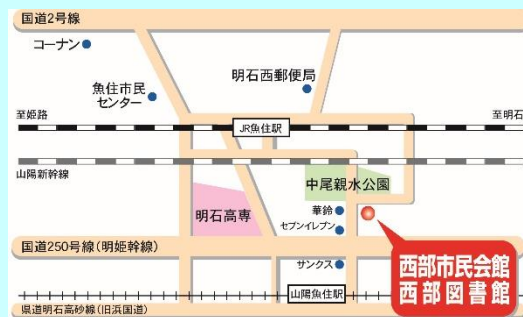 国道2号線
コーナン
魚住市民
センター
明石西郵便局
至姫路
JR魚住駅
至明石
山陽新幹線
中尾親水公園
明石高専
華鈴
セブンイレブン
国道250号線(明姫幹線)
サンクス
西部市民会館
西部図書館
山陽魚住駅
県道明石高砂線(旧浜国道)